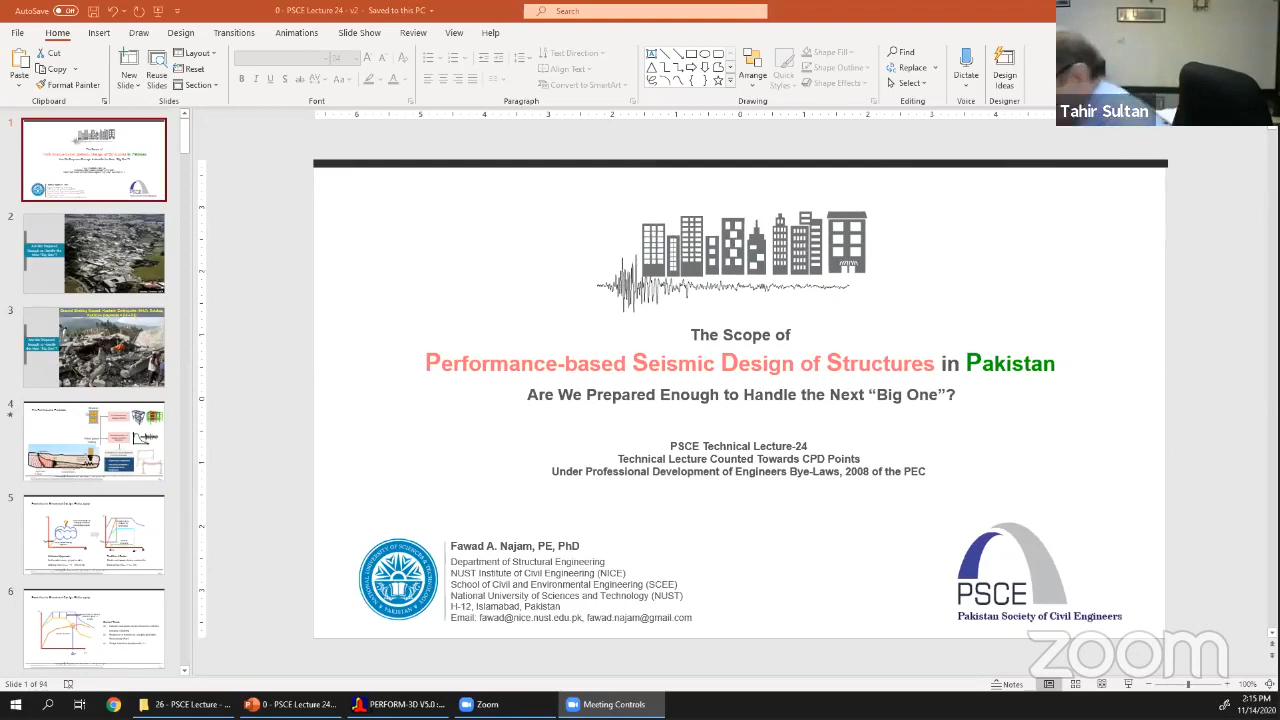 AutoSave Off
0 - PSCE Lecture 24 - v2 - Saved to this PC
Search
File Home Insert Draw Design Transitions Animations Slide Show Review View Help
Paste
Cut
Copy
Format Painter
Clipboard
New Slide
Reuse Slides
Layout
Reset
Section
Slides
Font
Text Direction
Align Text
Convert to SmartArt
Paragraph
Arrange
Quick Styles
Shape Fill
Shape Outline
Shape Effects
Drawing
Find
Replace
Select
Editing
Dictate
Voice
Design Ideas
Designer
Tahir Sultan
1
2
3
4
5
6
The Scope of
Performance-based Seismic Design of Structures in Pakistan
Are We Prepared Enough to Handle the Next “Big One”?
PSCE Technical Lecture-24
Technical Lecture Counted Towards CPD Points
Under Professional Development of Engineers Bye-Laws, 2008 of the PEC
Fawad A. Najam, PE, PhD
Department of Structural Engineering
NUST Institute of Civil Engineering (NICE)
School of Civil and Environmental Engineering (SCEE)
National University of Sciences and Technology (NUST)
H-12, Islamabad, Pakistan
Email: fawad@nice.nust.edu.pk, fawad.najam@gmail.com
PSCE
Pakistan Society of Civil Engineers
zoom
Slide 1 of 94
Notes
100%
26 - PSCE Lecture - ...
0 - PSCE Lecture 24 ...
PERFORM-3D V5.0 : ...
Zoom
Meeting Controls
2:15 PM
11/14/2020